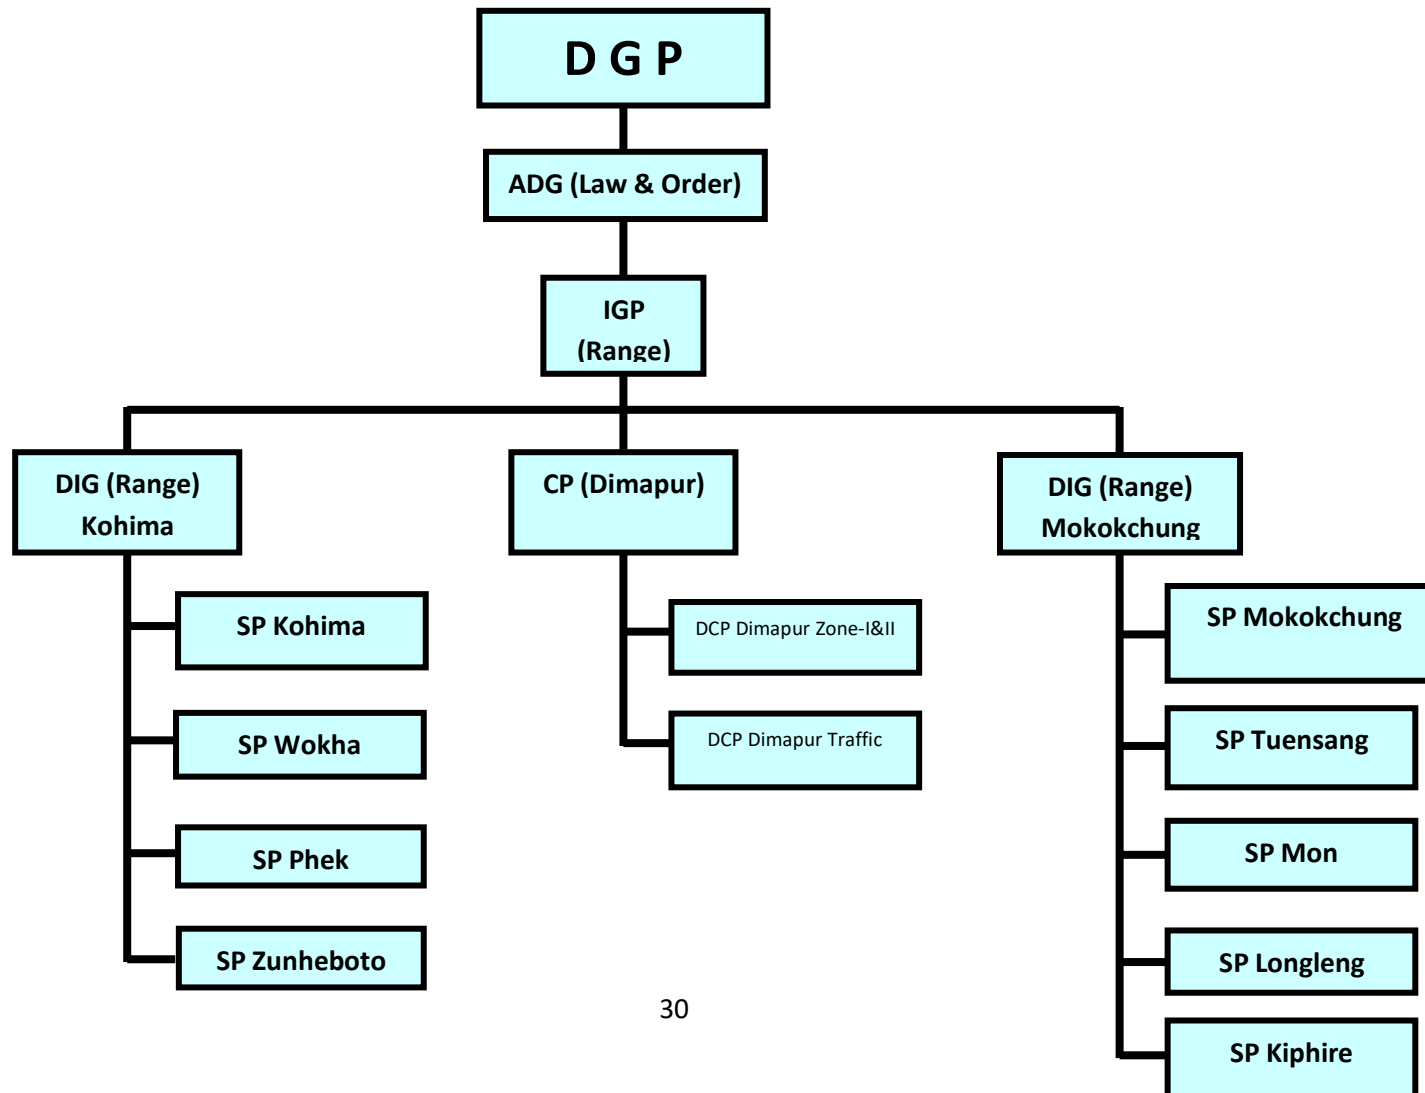 D G P
ADG (Law & Order)
IGP
(Range)
DIG (Range)
Kohima
CP (Dimapur)
DIG (Range)
Mokokchung
SP Kohima
SP Wokha
SP Phek
SP Zunheboto
DCP Dimapur Zone-I&II
DCP Dimapur Traffic
SP Mokokchung
SP Tuensang
SP Mon
SP Longleng
SP Kiphire
30